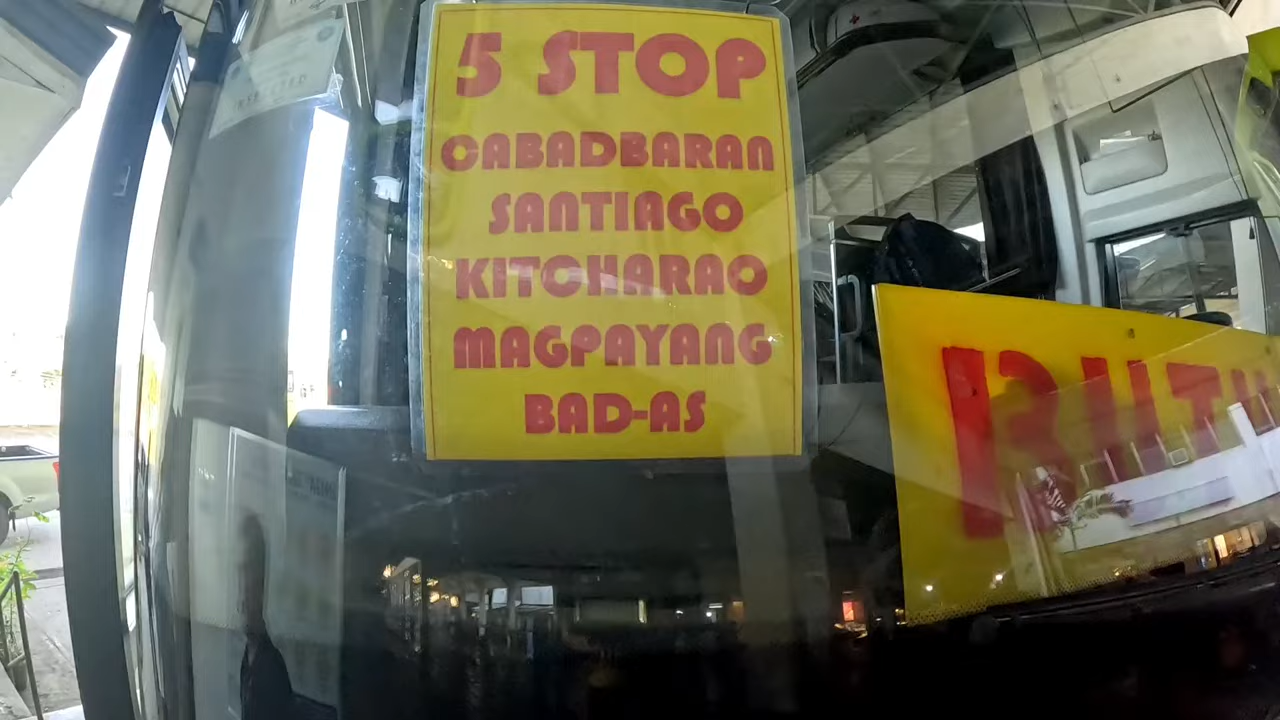 5 STOP
CABADBARAN
SANTIAGO
KITCHARAO
MAGPAYANG
BAD-AS